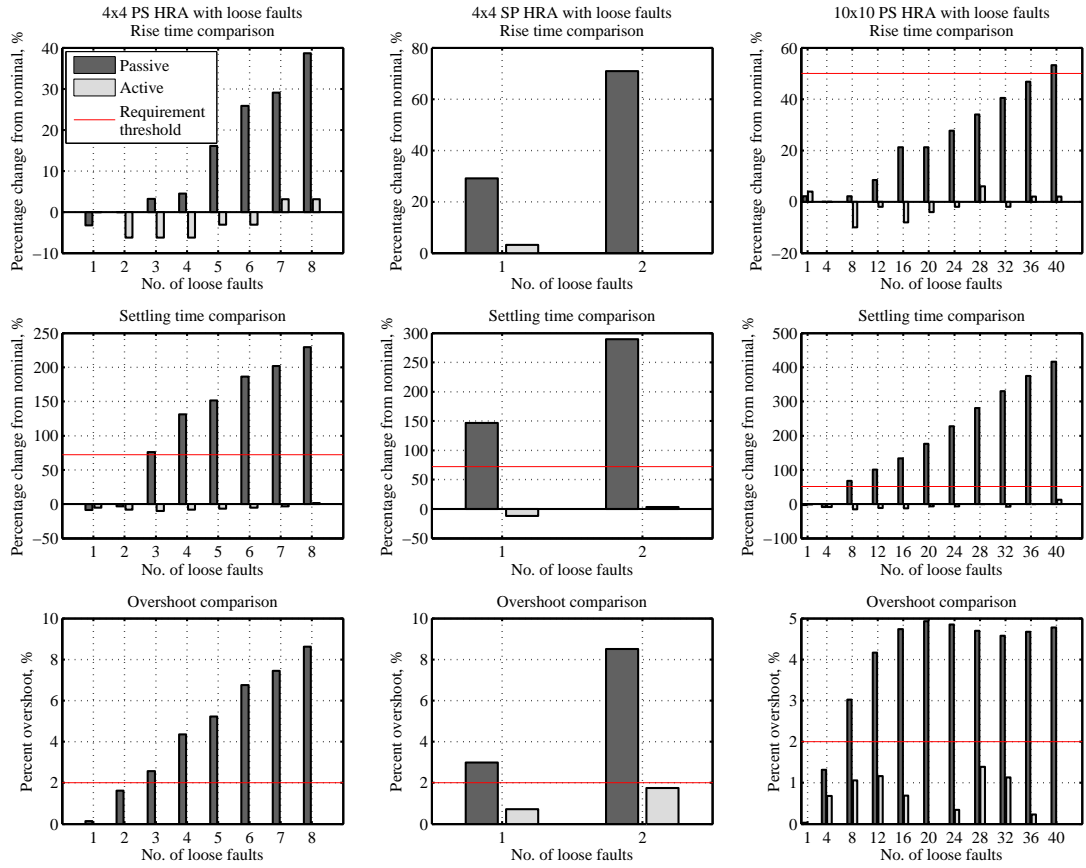 4x4 PS HRA with loose faults
Rise time comparison
Percentage change from nominal, %
40
30
20
10
0
−10
Passive
Active
Requirement
threshold
1 2 3 4 5 6 7 8
No. of loose faults
4x4 SP HRA with loose faults
Rise time comparison
Percentage change from nominal, %
80
60
40
20
0
1 2
No. of loose faults
10x10 PS HRA with loose faults
Rise time comparison
Percentage change from nominal, %
60
40
20
0
−20
1 4 8 12 16 20 24 28 32 36 40
No. of loose faults
Settling time comparison
Percentage change from nominal, %
250
200
150
100
50
0
−50
1 2 3 4 5 6 7 8
No. of loose faults
Settling time comparison
Percentage change from nominal, %
300
250
200
150
100
50
0
−50
1 2
No. of loose faults
Settling time comparison
Percentage change from nominal, %
500
400
300
200
100
0
−100
1 4 8 12 16 20 24 28 32 36 40
No. of loose faults
Overshoot comparison
Percent overshoot, %
10
8
6
4
2
0
1 2 3 4 5 6 7 8
No. of loose faults
Overshoot comparison
Percent overshoot, %
10
8
6
4
2
0
1 2
No. of loose faults
Overshoot comparison
Percent overshoot, %
5
4
3
2
1
0
1 4 8 12 16 20 24 28 32 36 40
No. of loose faults